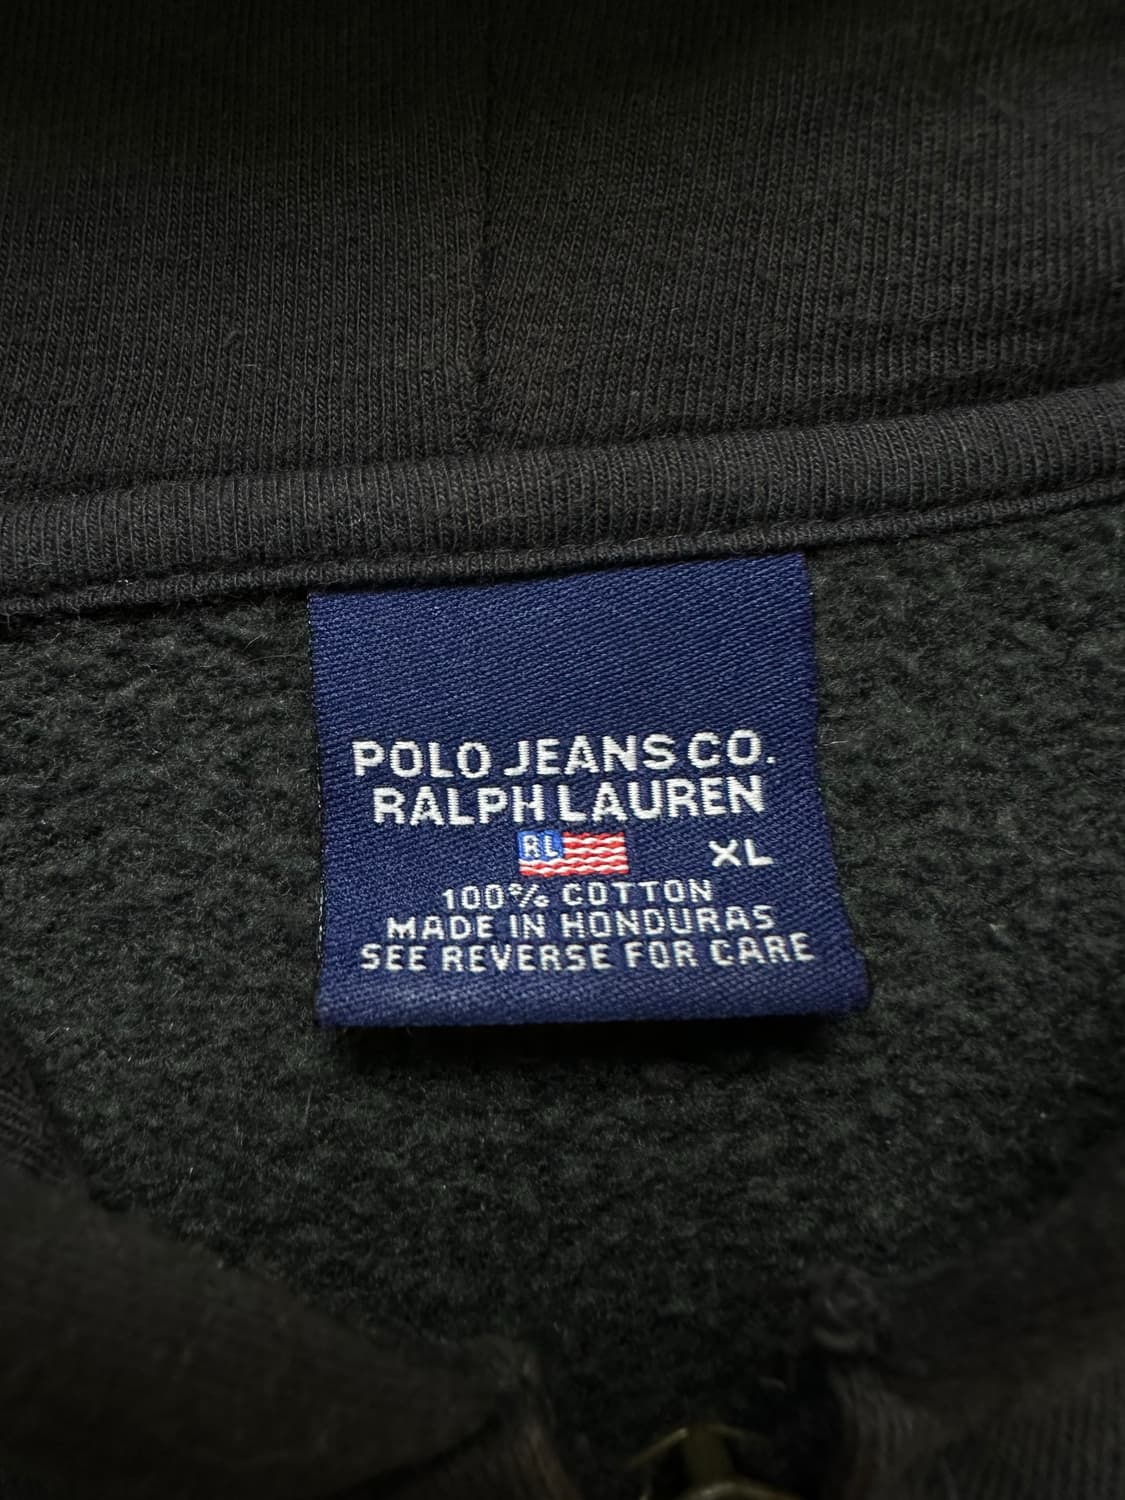 POLO JEANS CO.
RALPH LAUREN
RL XL
100% COTTON
MADE IN HONDURAS
SEE REVERSE FOR CARE